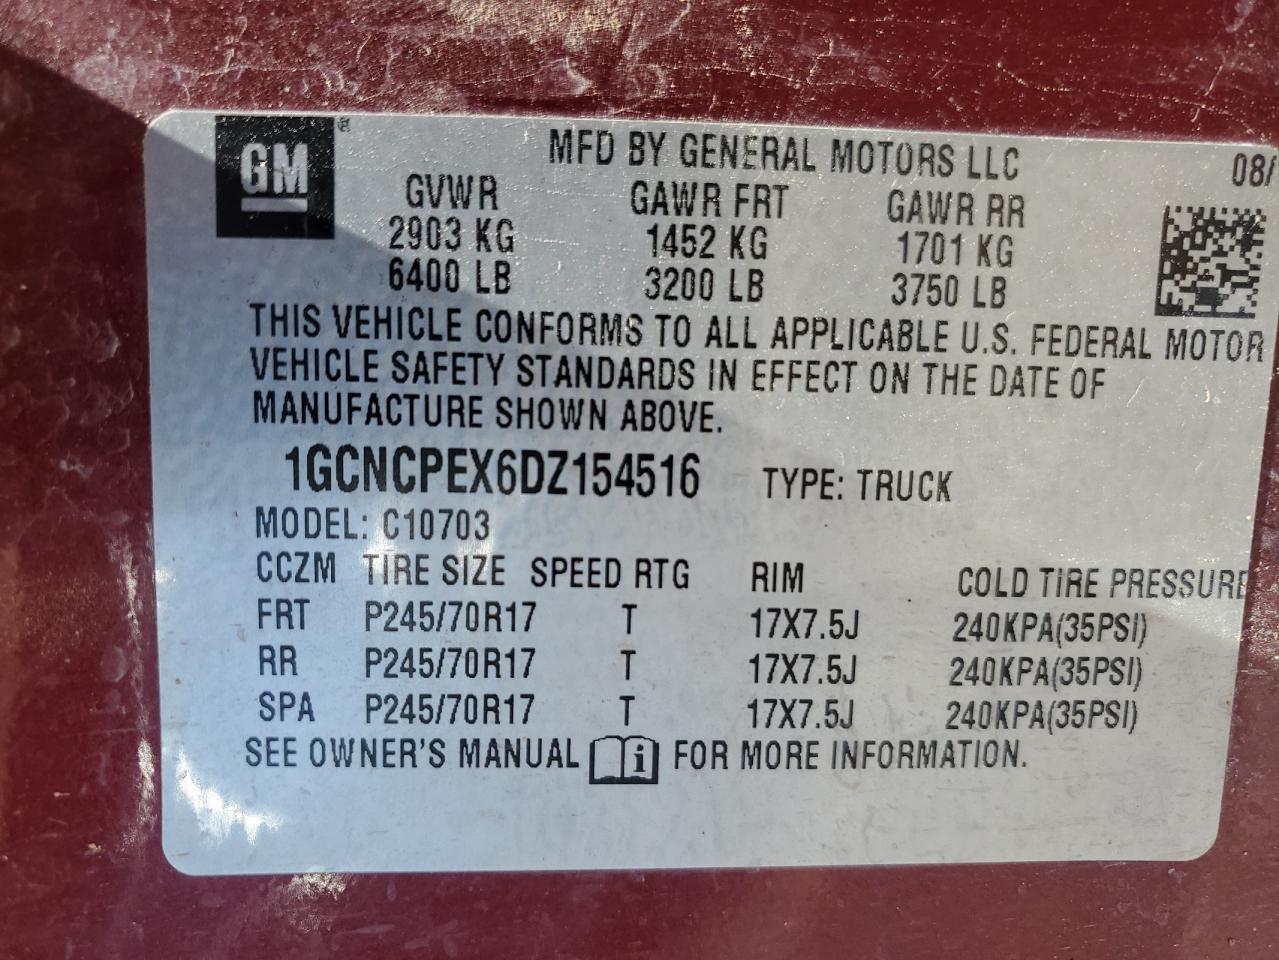 GM ® MFD BY GENERAL MOTORS LLC 08/
GVWR GAWR FRT GAWR RR
2903 KG 1452 KG 1701 KG
6400 LB 3200 LB 3750 LB
THIS VEHICLE CONFORMS TO ALL APPLICABLE U.S. FEDERAL MOTOR
VEHICLE SAFETY STANDARDS IN EFFECT ON THE DATE OF
MANUFACTURE SHOWN ABOVE.
1GCNCPEX6DZ154516 TYPE: TRUCK
MODEL: C10703
CCZM TIRE SIZE SPEED RTG RIM COLD TIRE PRESSURE
FRT P245/70R17 T 17X7.5J 240KPA(35PSI)
RR P245/70R17 T 17X7.5J 240KPA(35PSI)
SPA P245/70R17 T 17X7.5J 240KPA(35PSI)
SEE OWNER'S MANUAL i FOR MORE INFORMATION.